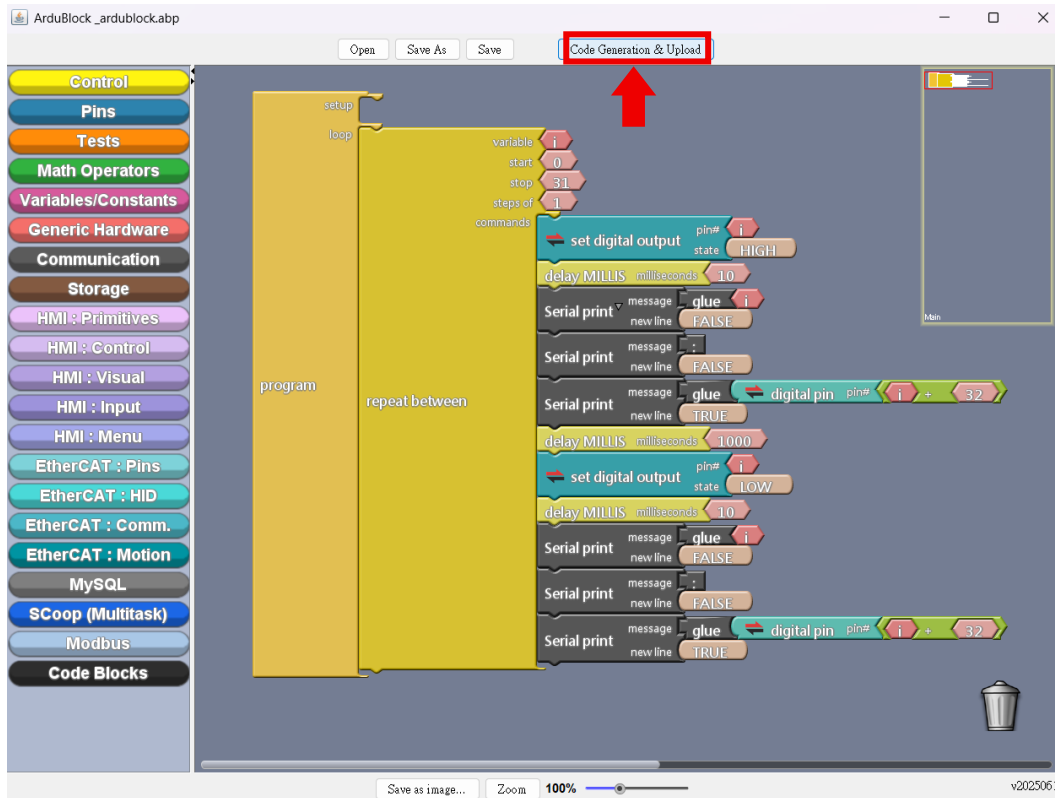 ArduBlock _ardublock.abp
Open Save As Save Code Generation & Upload
Control
Pins
Tests
Math Operators
Variables/Constants
Generic Hardware
Communication
Storage
HMI : Primitives
HMI : Control
HMI : Visual
HMI : Input
HMI : Menu
EtherCAT : Pins
EtherCAT : HID
EtherCAT : Comm.
EtherCAT : Motion
MySQL
SCoop (Multitask)
Modbus
Code Blocks
program
setup
loop
repeat between
variable i
start 0
stop 31
steps of 1
commands
set digital output pin# i
state HIGH
delay MILLIS milliseconds 10
Serial print message glue i
new line FALSE
Serial print message :
new line FALSE
Serial print message glue digital pin pin# i + 32
new line TRUE
delay MILLIS milliseconds 1000
set digital output pin# i
state LOW
delay MILLIS milliseconds 10
Serial print message glue i
new line FALSE
Serial print message :
new line FALSE
Serial print message glue digital pin pin# i + 32
new line TRUE
Main
Save as image... Zoom 100%